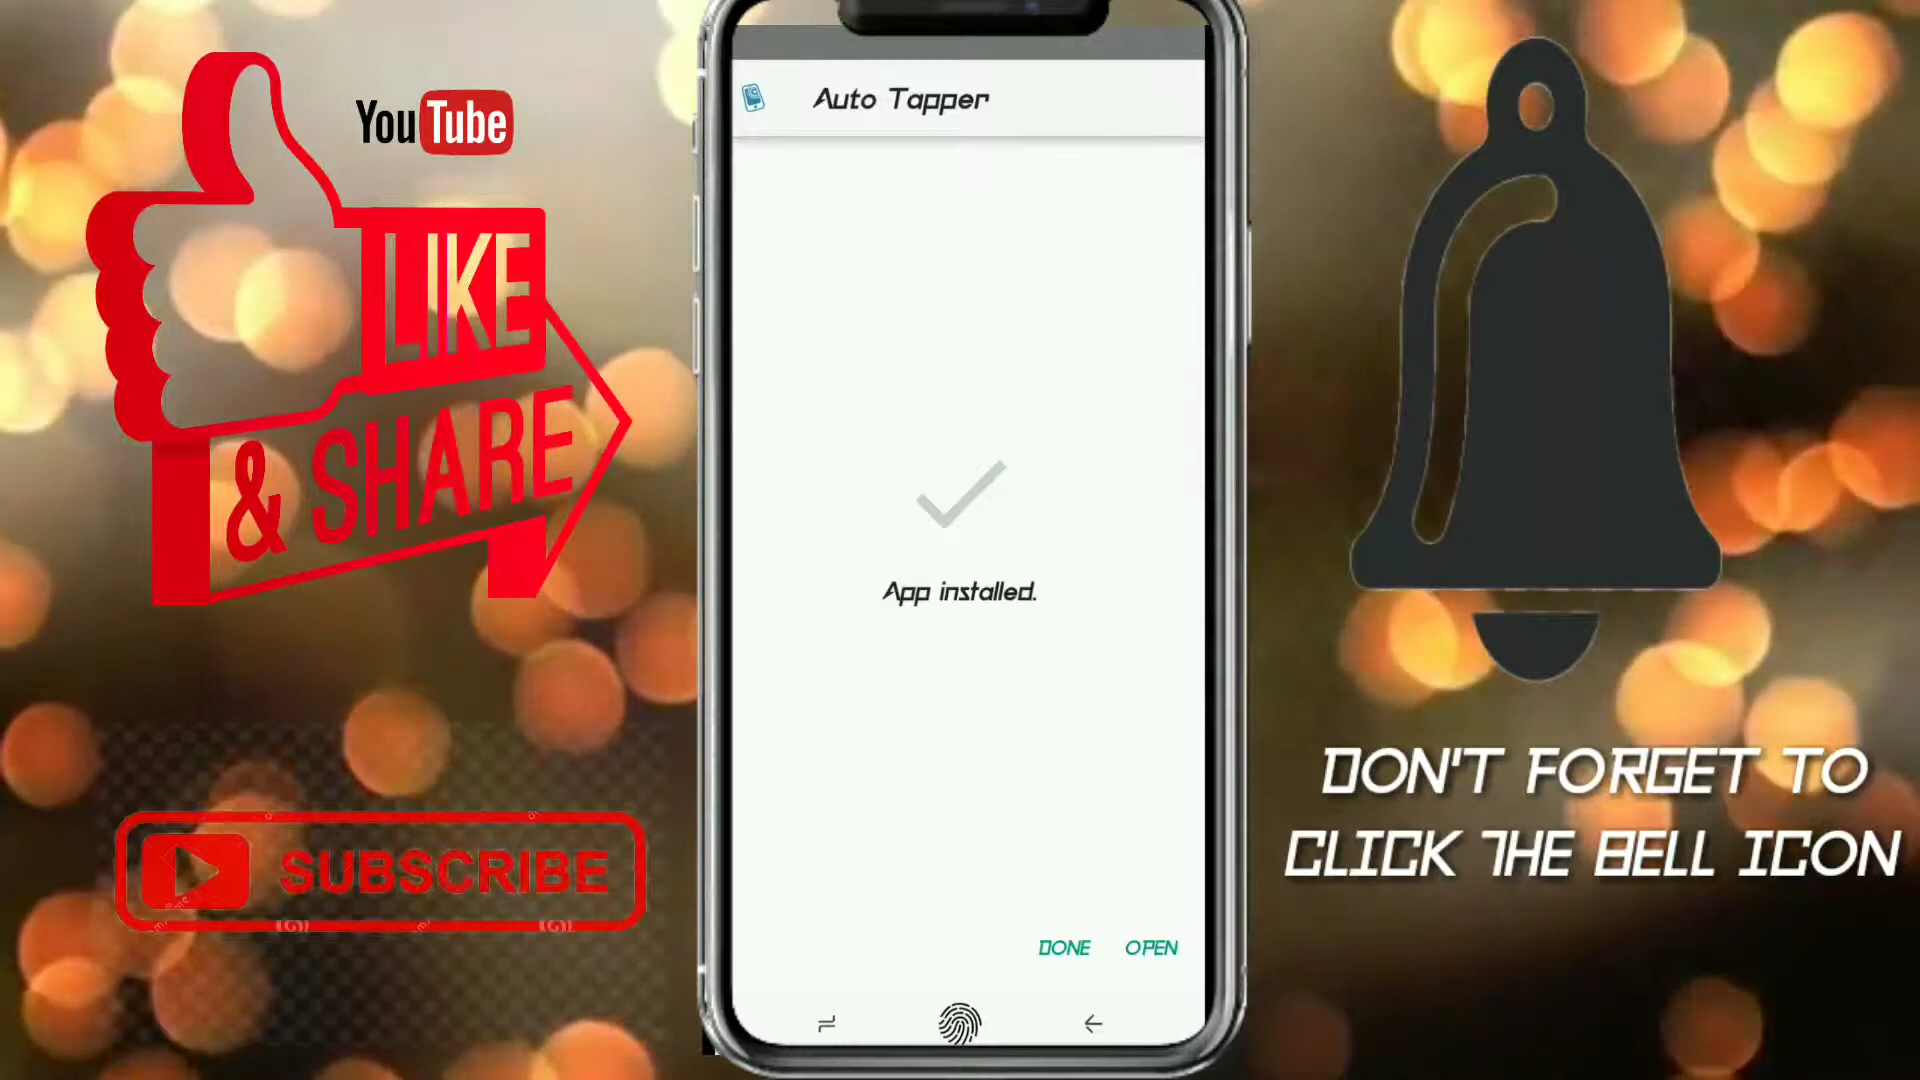 YouTube
LIKE
& SHARE
SUBSCRIBE
Auto Tapper
App installed.
DONE OPEN
DON'T FORGET TO
CLICK THE BELL ICON